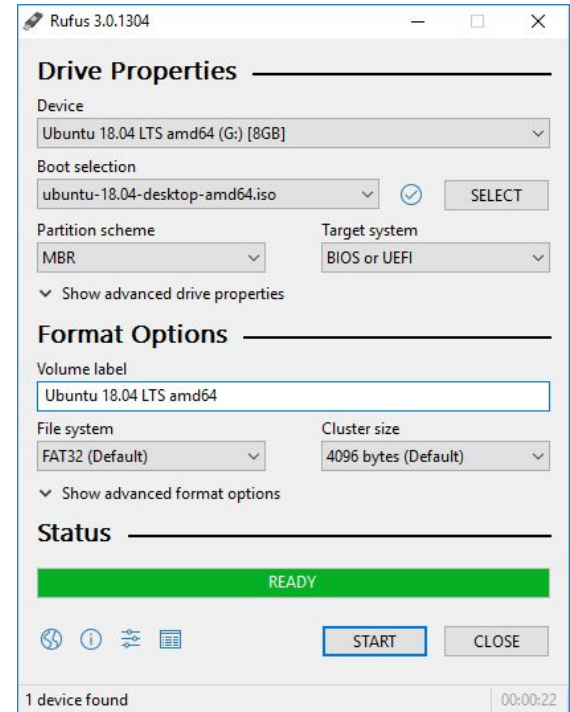 Rufus 3.0.1304
Drive Properties
Device
Ubuntu 18.04 LTS amd64 (G:) [8GB]
Boot selection
ubuntu-18.04-desktop-amd64.iso
SELECT
Partition scheme
Target system
MBR
BIOS or UEFI
Show advanced drive properties
Format Options
Volume label
Ubuntu 18.04 LTS amd64
File system
Cluster size
FAT32 (Default)
4096 bytes (Default)
Show advanced format options
Status
READY
START
CLOSE
1 device found
00:00:22